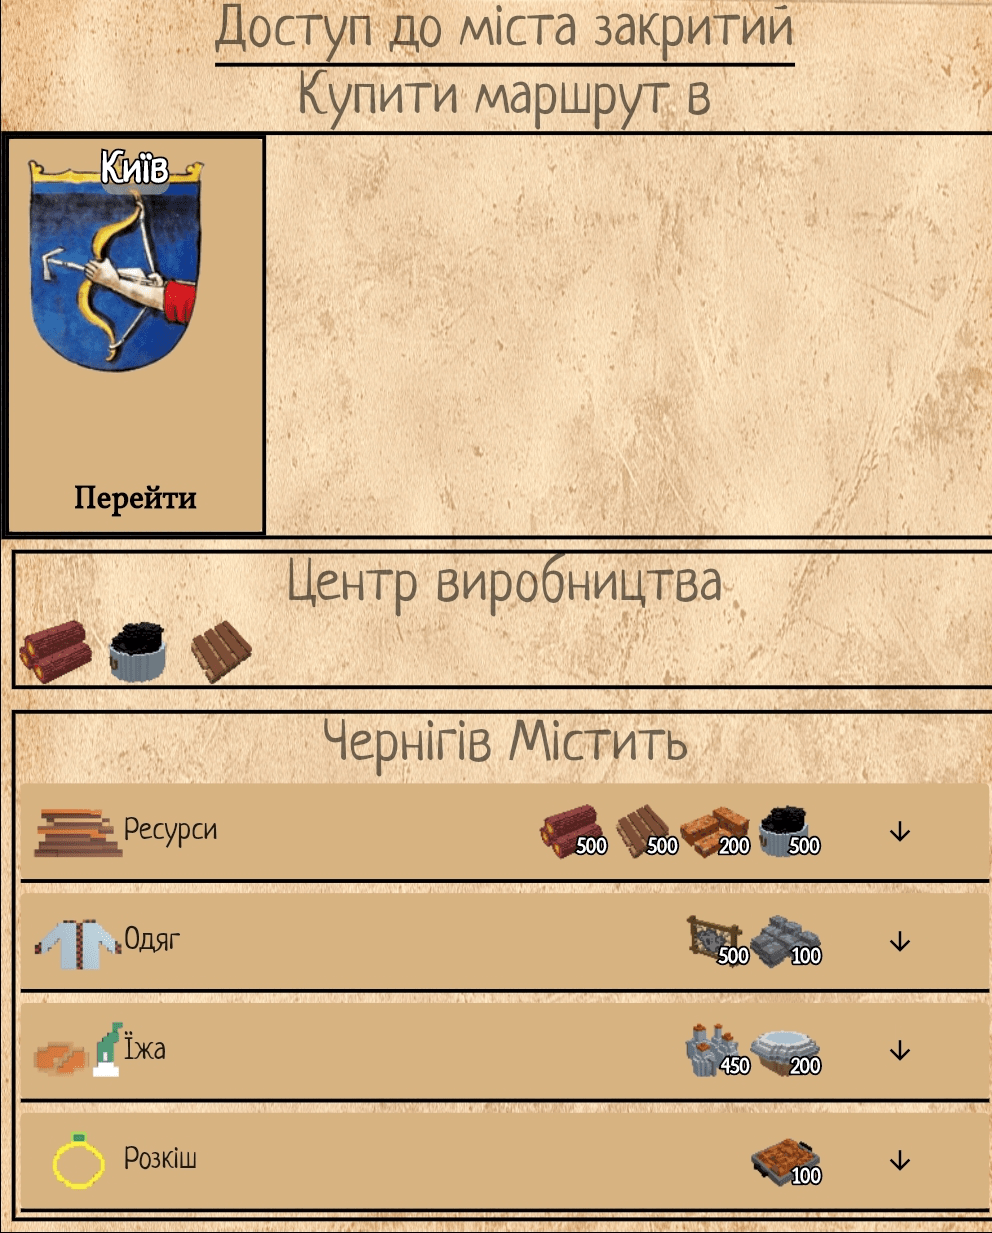 Доступ до міста закритий
Купити маршрут в
Київ
Перейти
Центр виробництва
Чернігів Містить
Ресурси 500 500 200 500 ↓
Одяг 500 100 ↓
Їжа 450 200 ↓
Розкіш 100 ↓